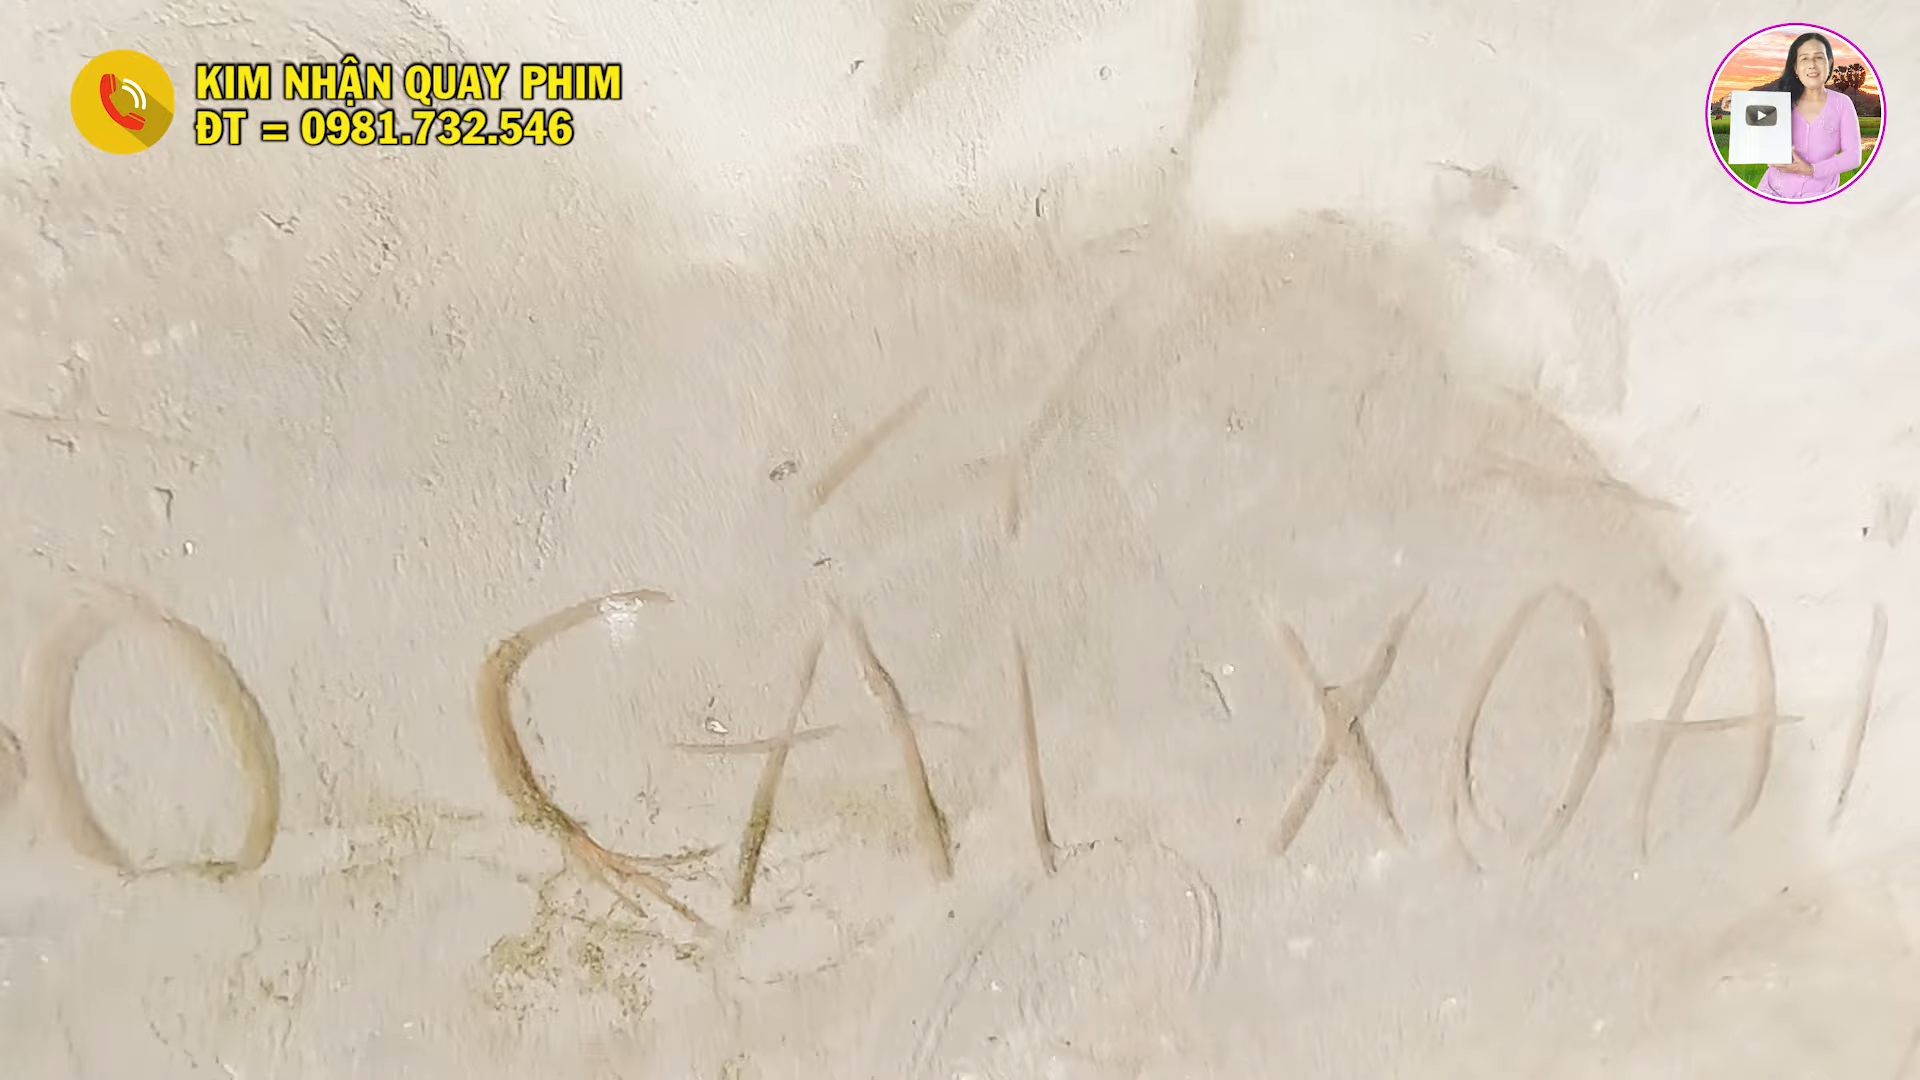 KIM NHẬN QUAY PHIM
ĐT = 0981.732.546
O CÁI XOÀI